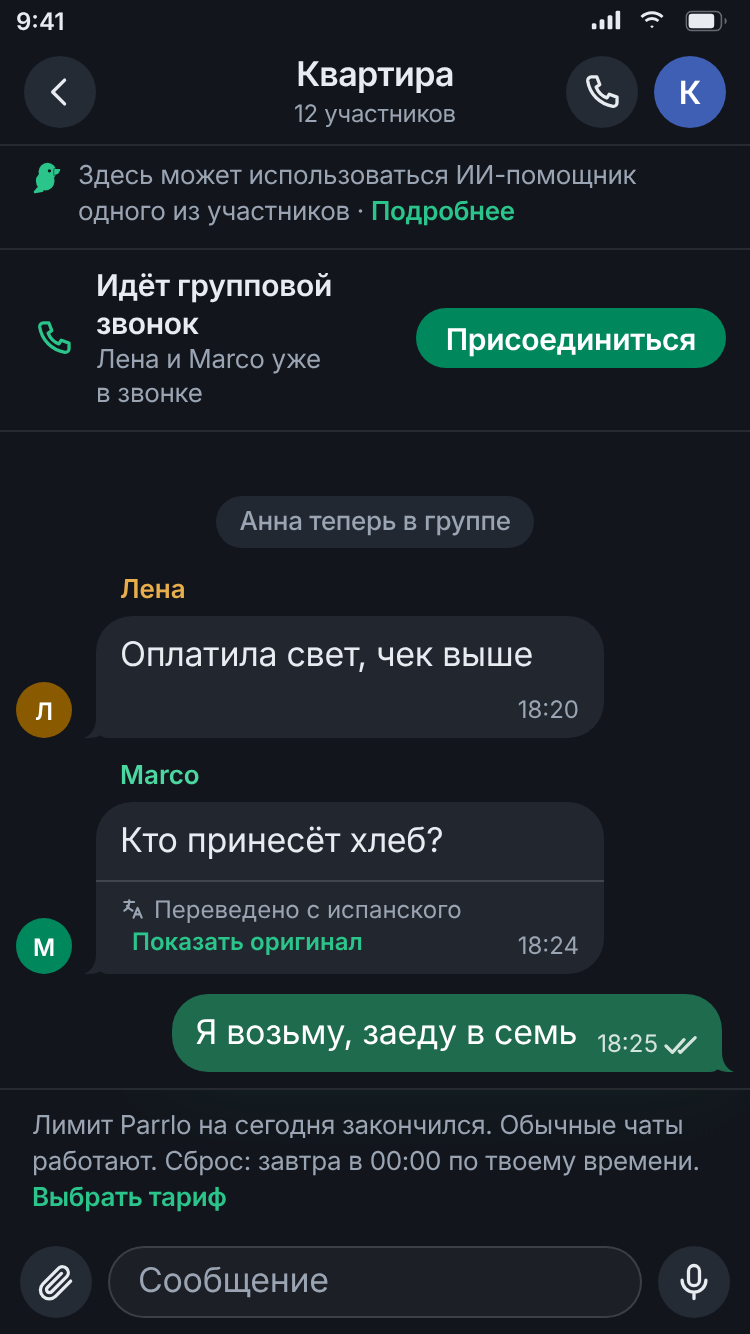 9:41
Квартира
12 участников
К
Здесь может использоваться ИИ-помощник
одного из участников · Подробнее
Идёт групповой
звонок
Лена и Marco уже
в звонке
Присоединиться
Анна теперь в группе
Лена
Оплатила свет, чек выше
18:20
Л
Marco
Кто принесёт хлеб?
Переведено с испанского
Показать оригинал
18:24
M
Я возьму, заеду в семь
18:25
Лимит Parrlo на сегодня закончился. Обычные чаты
работают. Сброс: завтра в 00:00 по твоему времени.
Выбрать тариф
Сообщение